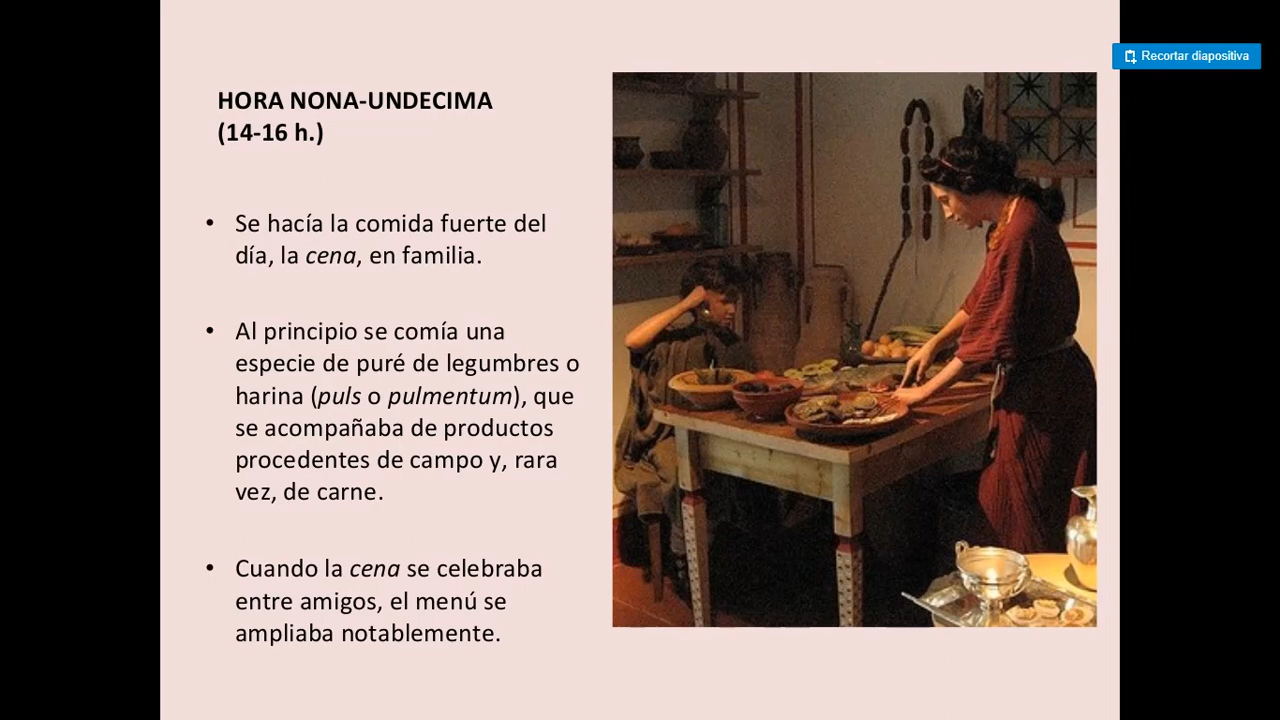 Recortar diapositiva
HORA NONA-UNDECIMA
(14-16 h.)
• Se hacía la comida fuerte del
día, la cena, en familia.
• Al principio se comía una
especie de puré de legumbres o
harina (puls o pulmentum), que
se acompañaba de productos
procedentes de campo y, rara
vez, de carne.
• Cuando la cena se celebraba
entre amigos, el menú se
ampliaba notablemente.